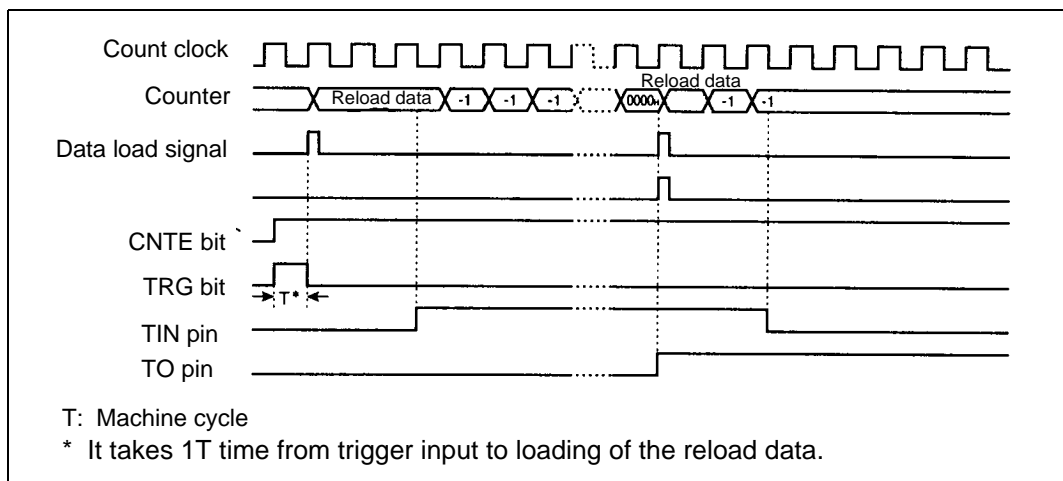 Count clock
Reload data
Counter
Reload data -1 -1 -1 0000H -1 -1
Data load signal
CNTE bit `
TRG bit
T*
TIN pin
TO pin
T: Machine cycle
* It takes 1T time from trigger input to loading of the reload data.